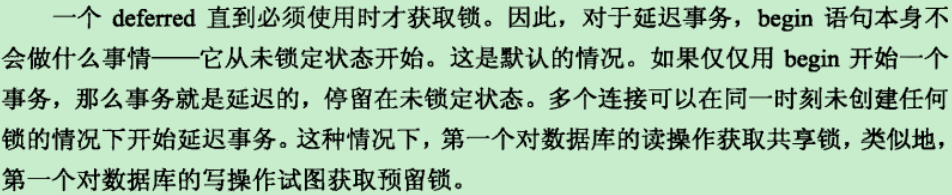 一个 deferred 直到必须使用时才获取锁。因此，对于延迟事务，begin 语句本身不
会做什么事情——它从未锁定状态开始。这是默认的情况。如果仅仅用 begin 开始一个
事务，那么事务就是延迟的，停留在未锁定状态。多个连接可以在同一时刻未创建任何
锁的情况下开始延迟事务。这种情况下，第一个对数据库的读操作获取共享锁，类似地，
第一个对数据库的写操作试图获取预留锁。